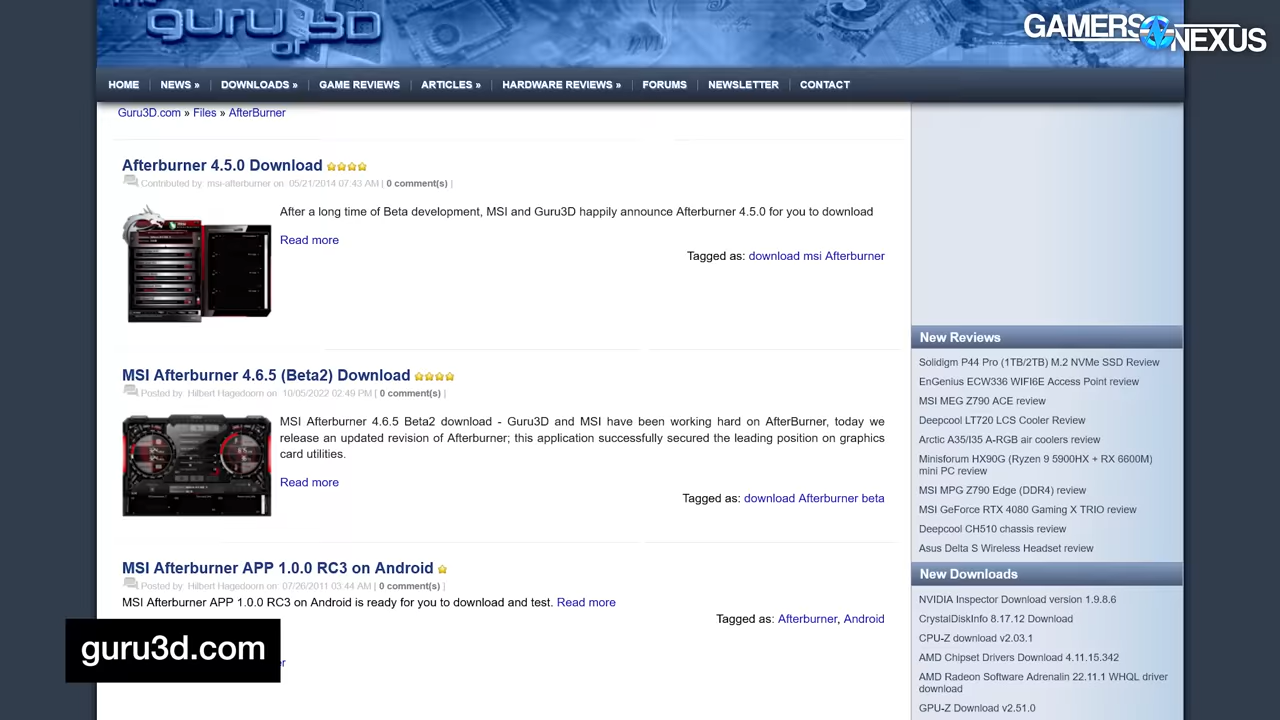 the
guru
of
3D
GAMERS NEXUS
HOME
NEWS »
DOWNLOADS »
GAME REVIEWS
ARTICLES »
HARDWARE REVIEWS »
FORUMS
NEWSLETTER
CONTACT
Guru3D.com » Files » AfterBurner
Afterburner 4.5.0 Download
Contributed by: msi-afterburner on 05/21/2014 07:43 AM [ 0 comment(s) ]
After a long time of Beta development, MSI and Guru3D happily announce Afterburner 4.5.0 for you to download
Read more
Tagged as: download msi Afterburner
MSI Afterburner 4.6.5 (Beta2) Download
Posted by: Hilbert Hagedoorn on: 10/05/2022 02:49 PM [ 0 comment(s) ]
MSI Afterburner 4.6.5 Beta2 download - Guru3D and MSI have been working hard on AfterBurner, today we
release an updated revision of Afterburner; this application successfully secured the leading position on graphics
card utilities.
Read more
Tagged as: download Afterburner beta
MSI Afterburner APP 1.0.0 RC3 on Android
Posted by: Hilbert Hagedoorn on: 07/26/2011 03:44 AM [ 0 comment(s) ]
MSI Afterburner APP 1.0.0 RC3 on Android is ready for you to download and test. Read more
Tagged as: Afterburner, Android
guru3d.com
New Reviews
Solidigm P44 Pro (1TB/2TB) M.2 NVMe SSD Review
EnGenius ECW336 WIFI6E Access Point review
MSI MEG Z790 ACE review
Deepcool LT720 LCS Cooler Review
Arctic A35/I35 A-RGB air coolers review
Minisforum HX90G (Ryzen 9 5900HX + RX 6600M)
mini PC review
MSI MPG Z790 Edge (DDR4) review
MSI GeForce RTX 4080 Gaming X TRIO review
Deepcool CH510 chassis review
Asus Delta S Wireless Headset review
New Downloads
NVIDIA Inspector Download version 1.9.8.6
CrystalDiskInfo 8.17.12 Download
CPU-Z download v2.03.1
AMD Chipset Drivers Download 4.11.15.342
AMD Radeon Software Adrenalin 22.11.1 WHQL driver
download
GPU-Z Download v2.51.0